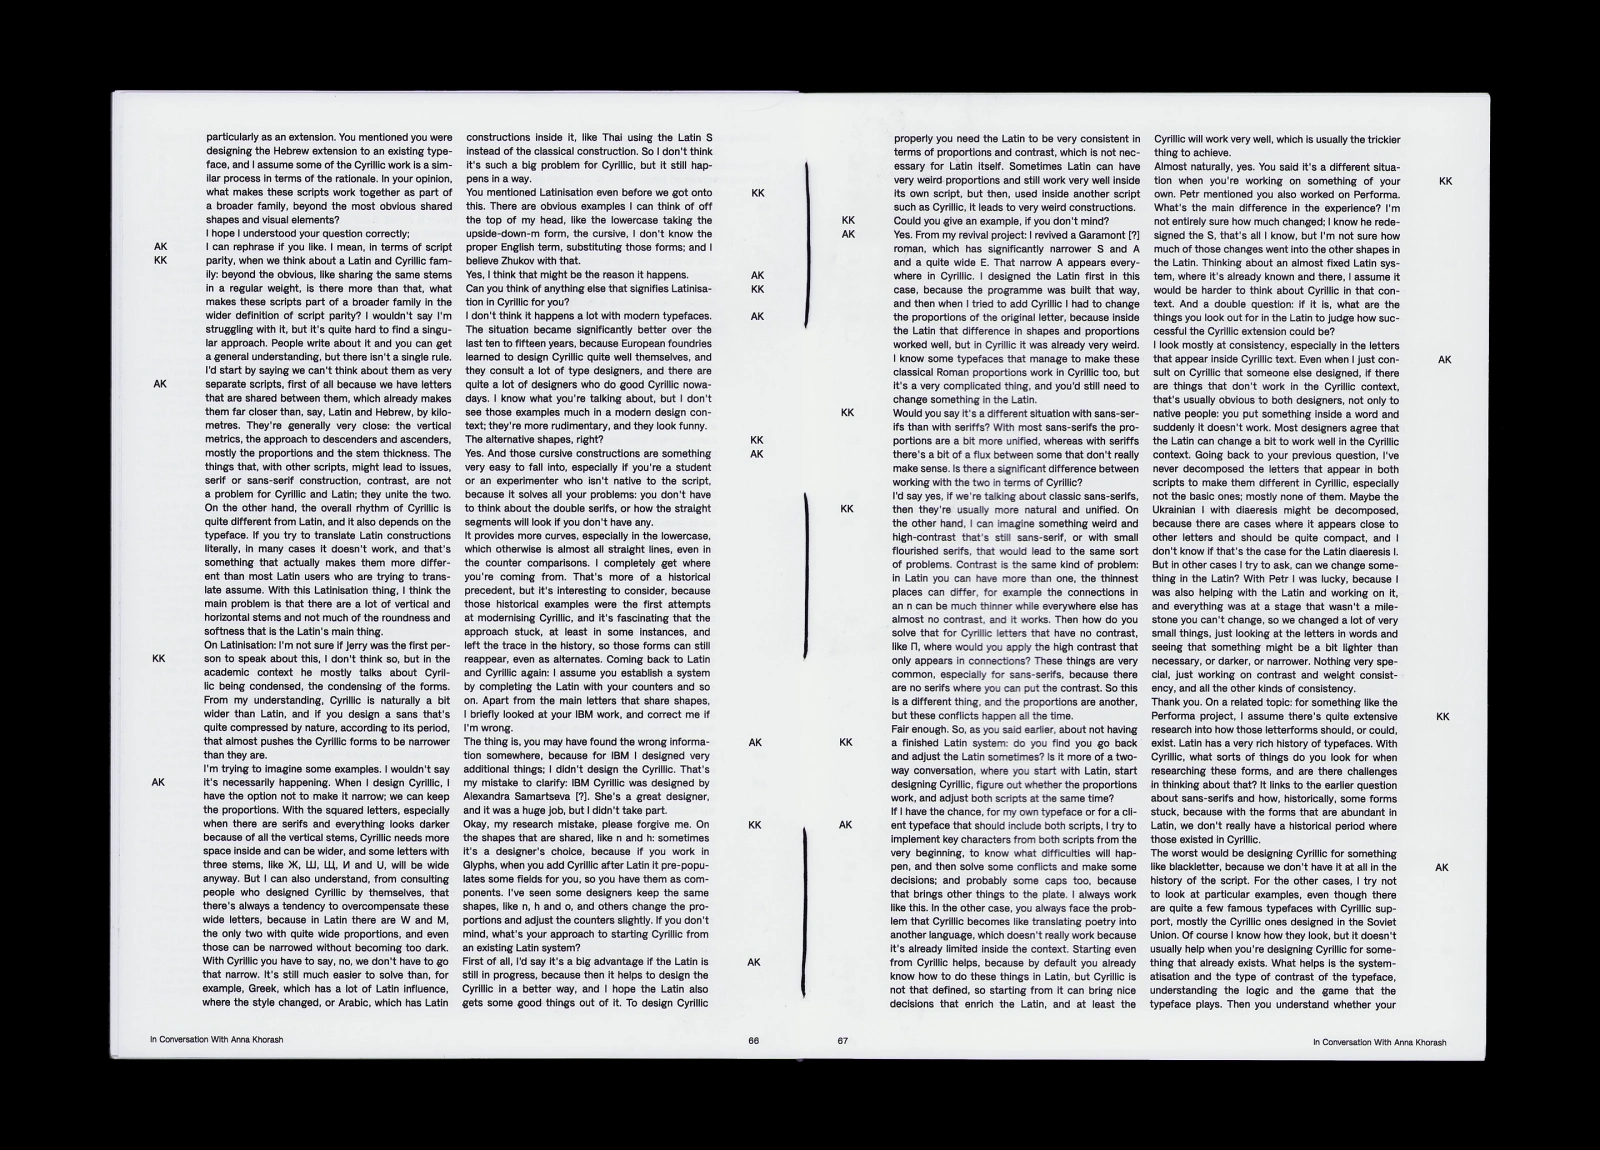 particularly as an extension. You mentioned you were
designing the Hebrew extension to an existing type-
face, and I assume some of the Cyrillic work is a sim-
ilar process in terms of the rationale. In your opinion,
what makes these scripts work together as part of
a broader family, beyond the most obvious shared
shapes and visual elements?
I hope I understood your question correctly;
AK
I can rephrase if you like. I mean, in terms of script
KK
parity, when we think about a Latin and Cyrillic fam-
ily: beyond the obvious, like sharing the same stems
in a regular weight, is there more than that, what
makes these scripts part of a broader family in the
wider definition of script parity? I wouldn't say I'm
struggling with it, but it's quite hard to find a singu-
lar approach. People write about it and you can get
a general understanding, but there isn't a single rule.
I'd start by saying we can't think about them as very
AK
separate scripts, first of all because we have letters
that are shared between them, which already makes
them far closer than, say, Latin and Hebrew, by kilo-
metres. They're generally very close: the vertical
metrics, the approach to descenders and ascenders,
mostly the proportions and the stem thickness. The
things that, with other scripts, might lead to issues,
serif or sans-serif construction, contrast, are not
a problem for Cyrillic and Latin; they unite the two.
On the other hand, the overall rhythm of Cyrillic is
quite different from Latin, and it also depends on the
typeface. If you try to translate Latin constructions
literally, in many cases it doesn't work, and that's
something that actually makes them more differ-
ent than most Latin users who are trying to trans-
late assume. With this Latinisation thing, I think the
main problem is that there are a lot of vertical and
horizontal stems and not much of the roundness and
softness that is the Latin's main thing.
On Latinisation: I'm not sure if jerry was the first per-
KK
son to speak about this, I don't think so, but in the
academic context he mostly talks about Cyril-
lic being condensed, the condensing of the forms.
From my understanding, Cyrillic is naturally a bit
wider than Latin, and if you design a sans that's
quite compressed by nature, according to its period,
that almost pushes the Cyrillic forms to be narrower
than they are.
I'm trying to imagine some examples. I wouldn't say
AK
it's necessarily happening. When I design Cyrillic, I
have the option not to make it narrow; we can keep
the proportions. With the squared letters, especially
when there are serifs and everything looks darker
because of all the vertical stems, Cyrillic needs more
space inside and can be wider, and some letters with
three stems, like Ж, Ш, Щ, И and U, will be wide
anyway. But I can also understand, from consulting
people who designed Cyrillic by themselves, that
there's always a tendency to overcompensate these
wide letters, because in Latin there are W and M,
the only two with quite wide proportions, and even
those can be narrowed without becoming too dark.
With Cyrillic you have to say, no, we don't have to go
that narrow. It's still much easier to solve than, for
example, Greek, which has a lot of Latin influence,
where the style changed, or Arabic, which has Latin
constructions inside it, like Thai using the Latin S
instead of the classical construction. So I don't think
it's such a big problem for Cyrillic, but it still hap-
pens in a way.
You mentioned Latinisation even before we got onto
KK
this. There are obvious examples I can think of off
the top of my head, like the lowercase taking the
upside-down-m form, the cursive, I don't know the
proper English term, substituting those forms; and I
believe Zhukov with that.
Yes, I think that might be the reason it happens.
AK
Can you think of anything else that signifies Latinisa-
KK
tion in Cyrillic for you?
I don't think it happens a lot with modern typefaces.
AK
The situation became significantly better over the
last ten to fifteen years, because European foundries
learned to design Cyrillic quite well themselves, and
they consult a lot of type designers, and there are
quite a lot of designers who do good Cyrillic nowa-
days. I know what you're talking about, but I don't
see those examples much in a modern design con-
text; they're more rudimentary, and they look funny.
The alternative shapes, right?
KK
Yes. And those cursive constructions are something
AK
very easy to fall into, especially if you're a student
or an experimenter who isn't native to the script,
because it solves all your problems: you don't have
to think about the double serifs, or how the straight
segments will look if you don't have any.
It provides more curves, especially in the lowercase,
which otherwise is almost all straight lines, even in
the counter comparisons. I completely get where
you're coming from. That's more of a historical
precedent, but it's interesting to consider, because
those historical examples were the first attempts
at modernising Cyrillic, and it's fascinating that the
approach stuck, at least in some instances, and
left the trace in the history, so those forms can still
reappear, even as alternates. Coming back to Latin
and Cyrillic again: I assume you establish a system
by completing the Latin with your counters and so
on. Apart from the main letters that share shapes,
I briefly looked at your IBM work, and correct me if
I'm wrong.
The thing is, you may have found the wrong informa-
AK
tion somewhere, because for IBM I designed very
additional things; I didn't design the Cyrillic. That's
my mistake to clarify: IBM Cyrillic was designed by
Alexandra Samartseva [?]. She's a great designer,
and it was a huge job, but I didn't take part.
Okay, my research mistake, please forgive me. On
KK
the shapes that are shared, like n and h: sometimes
it's a designer's choice, because if you work in
Glyphs, when you add Cyrillic after Latin it pre-popu-
lates some fields for you, so you have them as com-
ponents. I've seen some designers keep the same
shapes, like n, h and o, and others change the pro-
portions and adjust the counters slightly. If you don't
mind, what's your approach to starting Cyrillic from
an existing Latin system?
First of all, I'd say it's a big advantage if the Latin is
AK
still in progress, because then it helps to design the
Cyrillic in a better way, and I hope the Latin also
gets some good things out of it. To design Cyrillic
In Conversation With Anna Khorash
66
properly you need the Latin to be very consistent in
terms of proportions and contrast, which is not nec-
essary for Latin itself. Sometimes Latin can have
very weird proportions and still work very well inside
its own script, but then, used inside another script
such as Cyrillic, it leads to very weird constructions.
KK
Could you give an example, if you don't mind?
AK
Yes. From my revival project: I revived a Garamont [?]
roman, which has significantly narrower S and A
and a quite wide E. That narrow A appears every-
where in Cyrillic. I designed the Latin first in this
case, because the programme was built that way,
and then when I tried to add Cyrillic I had to change
the proportions of the original letter, because inside
the Latin that difference in shapes and proportions
worked well, but in Cyrillic it was already very weird.
I know some typefaces that manage to make these
classical Roman proportions work in Cyrillic too, but
it's a very complicated thing, and you'd still need to
change something in the Latin.
KK
Would you say it's a different situation with sans-ser-
ifs than with seriffs? With most sans-serifs the pro-
portions are a bit more unified, whereas with seriffs
there's a bit of a flux between some that don't really
make sense. Is there a significant difference between
working with the two in terms of Cyrillic?
I'd say yes, if we're talking about classic sans-serifs,
KK
then they're usually more natural and unified. On
the other hand, I can imagine something weird and
high-contrast that's still sans-serif, or with small
flourished serifs, that would lead to the same sort
of problems. Contrast is the same kind of problem:
in Latin you can have more than one, the thinnest
places can differ, for example the connections in
an n can be much thinner while everywhere else has
almost no contrast, and it works. Then how do you
solve that for Cyrillic letters that have no contrast,
like П, where would you apply the high contrast that
only appears in connections? These things are very
common, especially for sans-serifs, because there
are no serifs where you can put the contrast. So this
is a different thing, and the proportions are another,
but these conflicts happen all the time.
Fair enough. So, as you said earlier, about not having
KK
a finished Latin system: do you find you go back
and adjust the Latin sometimes? Is it more of a two-
way conversation, where you start with Latin, start
designing Cyrillic, figure out whether the proportions
work, and adjust both scripts at the same time?
If I have the chance, for my own typeface or for a cli-
AK
ent typeface that should include both scripts, I try to
implement key characters from both scripts from the
very beginning, to know what difficulties will hap-
pen, and then solve some conflicts and make some
decisions; and probably some caps too, because
that brings other things to the plate. I always work
like this. In the other case, you always face the prob-
lem that Cyrillic becomes like translating poetry into
another language, which doesn't really work because
it's already limited inside the context. Starting even
from Cyrillic helps, because by default you already
know how to do these things in Latin, but Cyrillic is
not that defined, so starting from it can bring nice
decisions that enrich the Latin, and at least the
Cyrillic will work very well, which is usually the trickier
thing to achieve.
Almost naturally, yes. You said it's a different situa-
KK
tion when you're working on something of your
own. Petr mentioned you also worked on Performa.
What's the main difference in the experience? I'm
not entirely sure how much changed; I know he rede-
signed the S, that's all I know, but I'm not sure how
much of those changes went into the other shapes in
the Latin. Thinking about an almost fixed Latin sys-
tem, where it's already known and there, I assume it
would be harder to think about Cyrillic in that con-
text. And a double question: if it is, what are the
things you look out for in the Latin to judge how suc-
cessful the Cyrillic extension could be?
I look mostly at consistency, especially in the letters
AK
that appear inside Cyrillic text. Even when I just con-
sult on Cyrillic that someone else designed, if there
are things that don't work in the Cyrillic context,
that's usually obvious to both designers, not only to
native people: you put something inside a word and
suddenly it doesn't work. Most designers agree that
the Latin can change a bit to work well in the Cyrillic
context. Going back to your previous question, I've
never decomposed the letters that appear in both
scripts to make them different in Cyrillic, especially
not the basic ones; mostly none of them. Maybe the
Ukrainian I with diaeresis might be decomposed,
because there are cases where it appears close to
other letters and should be quite compact, and I
don't know if that's the case for the Latin diaeresis I.
But in other cases I try to ask, can we change some-
thing in the Latin? With Petr I was lucky, because I
was also helping with the Latin and working on it,
and everything was at a stage that wasn't a mile-
stone you can't change, so we changed a lot of very
small things, just looking at the letters in words and
seeing that something might be a bit lighter than
necessary, or darker, or narrower. Nothing very spe-
cial, just working on contrast and weight consist-
ency, and all the other kinds of consistency.
Thank you. On a related topic: for something like the
KK
Performa project, I assume there's quite extensive
research into how those letterforms should, or could,
exist. Latin has a very rich history of typefaces. With
Cyrillic, what sorts of things do you look for when
researching these forms, and are there challenges
in thinking about that? It links to the earlier question
about sans-serifs and how, historically, some forms
stuck, because with the forms that are abundant in
Latin, we don't really have a historical period where
those existed in Cyrillic.
The worst would be designing Cyrillic for something
AK
like blackletter, because we don't have it at all in the
history of the script. For the other cases, I try not
to look at particular examples, even though there
are quite a few famous typefaces with Cyrillic sup-
port, mostly the Cyrillic ones designed in the Soviet
Union. Of course I know how they look, but it doesn't
usually help when you're designing Cyrillic for some-
thing that already exists. What helps is the system-
atisation and the type of contrast of the typeface,
understanding the logic and the game that the
typeface plays. Then you understand whether your
67
In Conversation With Anna Khorash